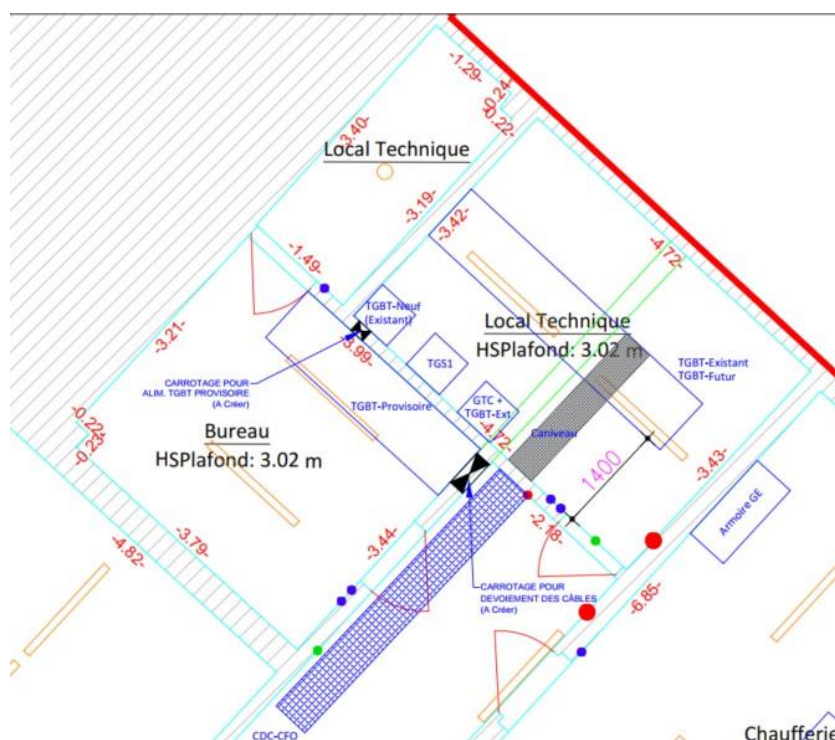 -1.29-
-0.24-
-0.22-
-3.40-
Local Technique
-3.19-
-3.42-
-4.72-
-1.49-
TGBT-Neuf
(Existant)
Local Technique
HSPlafond: 3.02 m
-3.21-
-3.99-
TGS1
TGBT-Existant
TGBT-Futur
CARROTAGE POUR
ALIM. TGBT PROVISOIRE
(A Créer)
TGBT-Provisoire
GTC +
TGBT-Ext
-0.22-
-0.23-
Bureau
HSPlafond: 3.02 m
-4.72-
Caniveau
1400
-3.43-
Armoire GE
-4.82-
-3.79-
-3.44-
-2.18-
CARROTAGE POUR
DEVOIEMENT DES CÂBLES
(A Créer)
-6.85-
CDC-CFO
Chaufferie